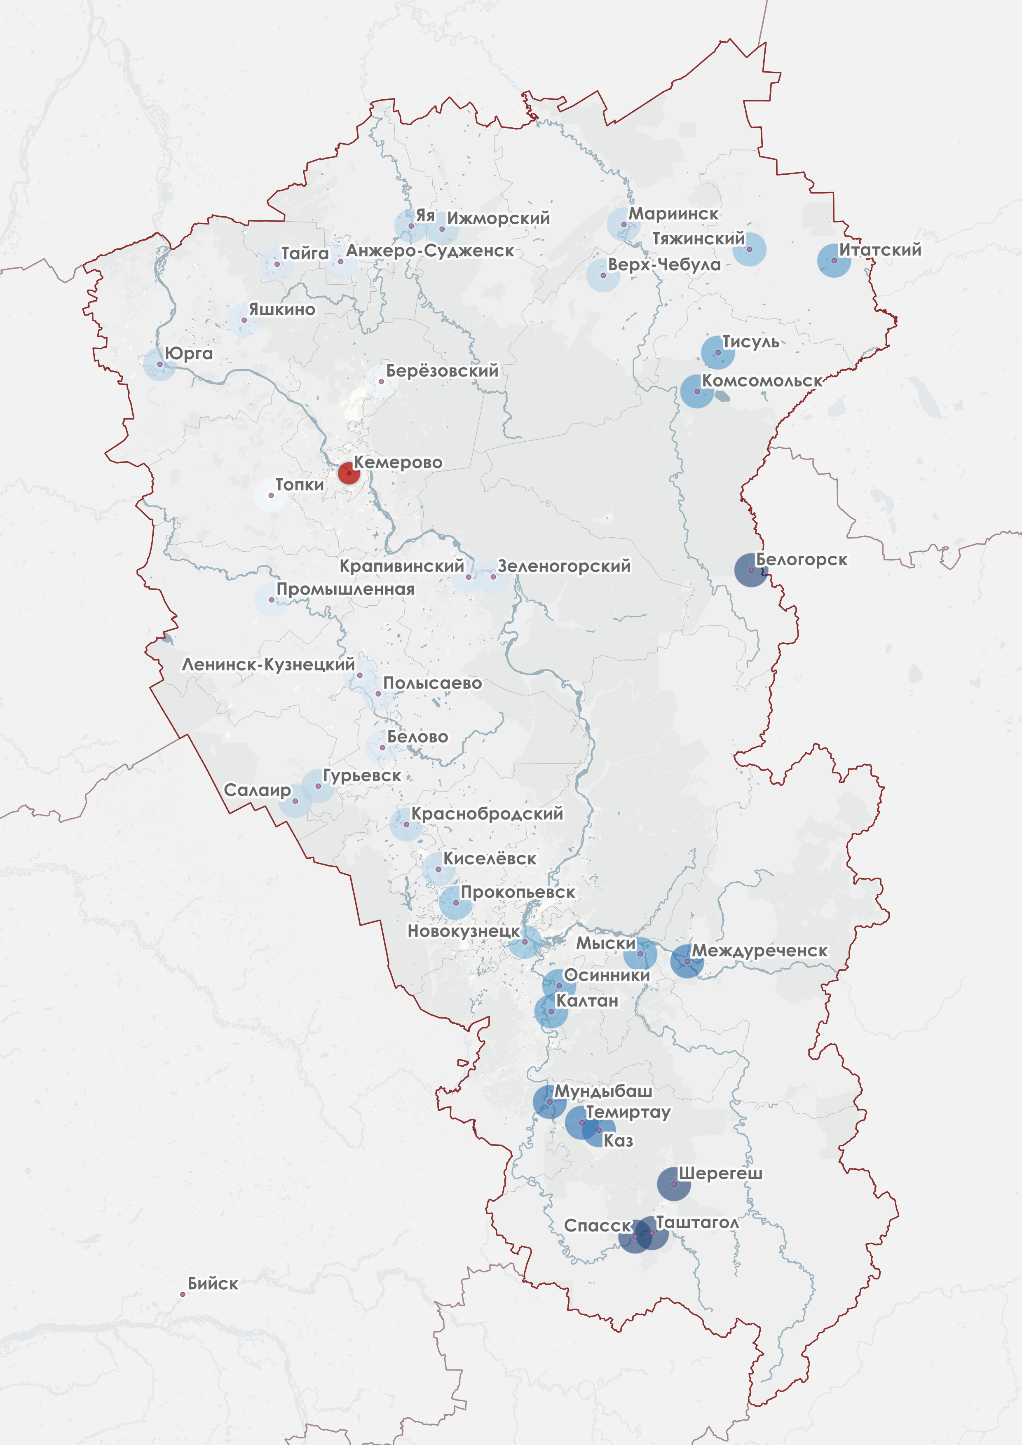 Яя
Ижморский
Мариинск
Тяжинский
Итатский
Тайга
Анжеро-Судженск
Верх-Чебула
Яшкино
Юрга
Тисуль
Берёзовский
Комсомольск
Кемерово
Топки
Белогорск
Крапивинский
Зеленогорский
Промышленная
Ленинск-Кузнецкий
Полысаево
Белово
Гурьевск
Салаир
Краснобродский
Киселёвск
Прокопьевск
Новокузнецк
Мыски
Междуреченск
Осинники
Калтан
Мундыбаш
Темиртау
Каз
Шерегеш
Спасск
Таштагол
Бийск